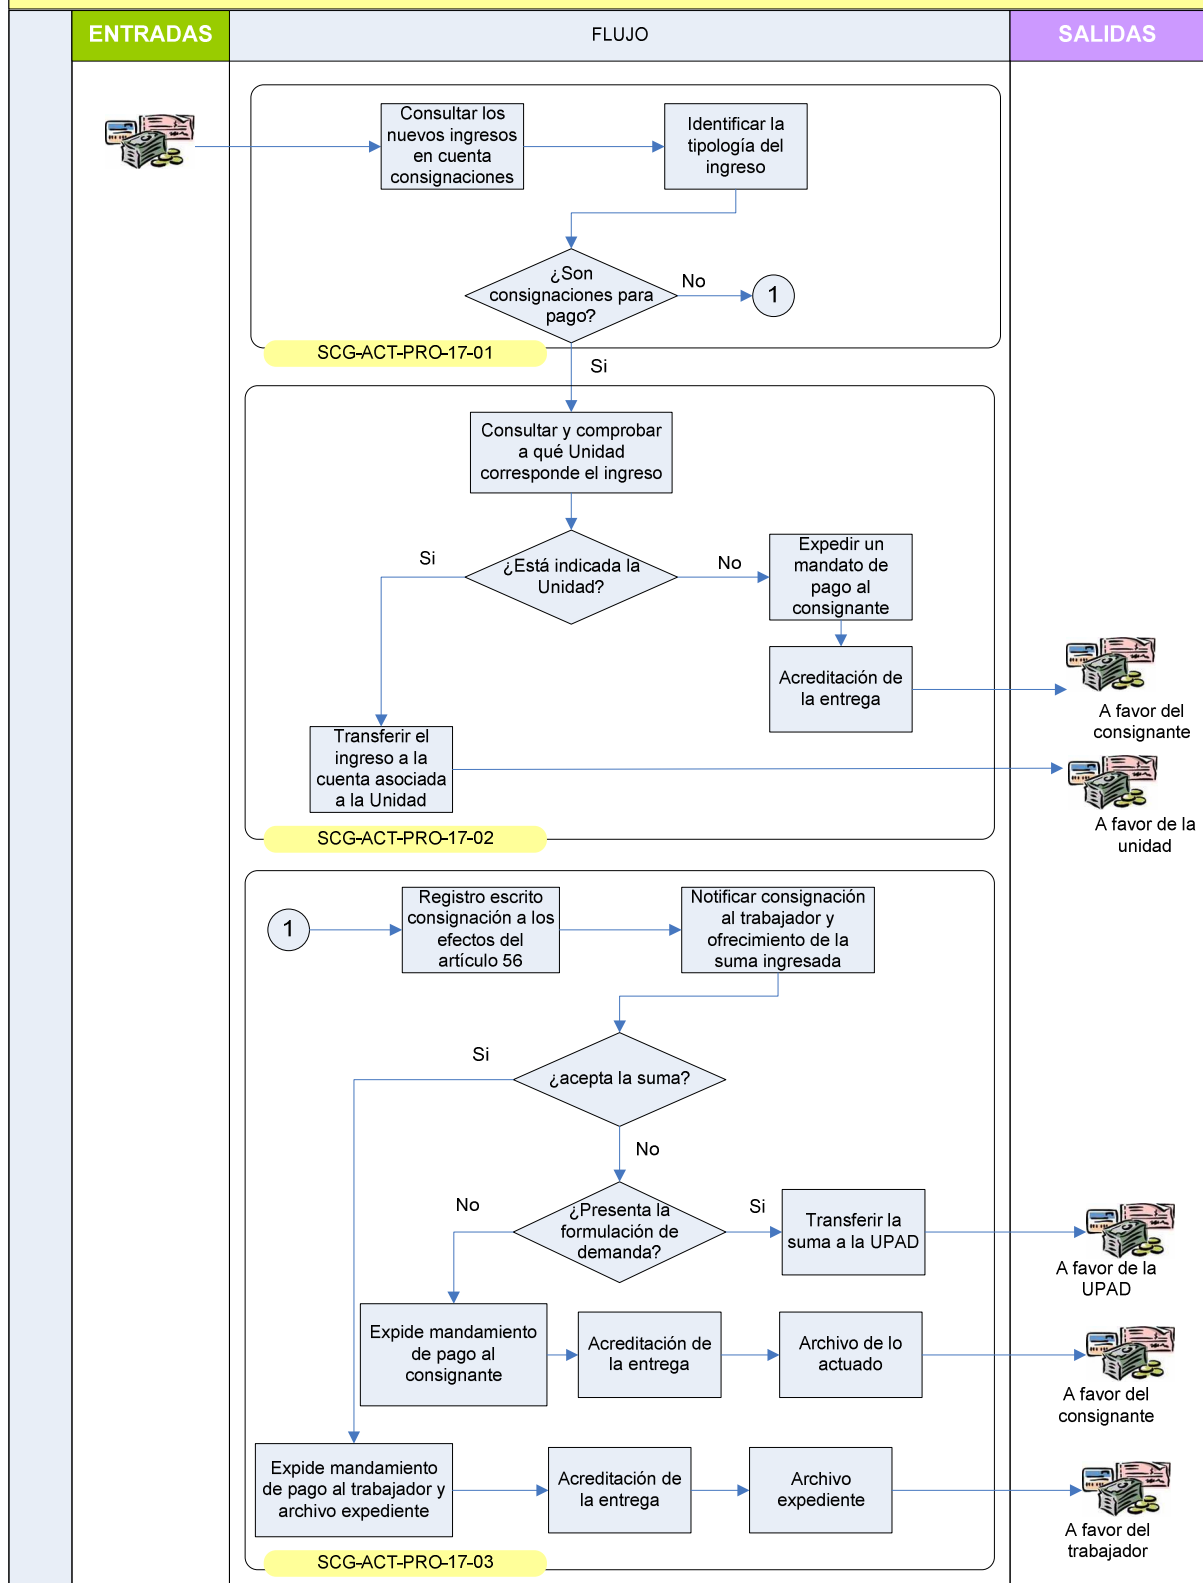 ENTRADAS
FLUJO
SALIDAS
Consultar los
nuevos ingresos
en cuenta
consignaciones
Identificar la
tipología del
ingreso
¿Son
consignaciones para
pago?
No
1
SCG-ACT-PRO-17-01
Si
Consultar y comprobar
a qué Unidad
corresponde el ingreso
¿Está indicada la
Unidad?
Si
No
Expedir un
mandato de
pago al
consignante
Acreditación de
la entrega
A favor del
consignante
Transferir el
ingreso a la
cuenta asociada
a la Unidad
A favor de la
unidad
SCG-ACT-PRO-17-02
1
Registro escrito
consignación a los
efectos del
artículo 56
Notificar consignación
al trabajador y
ofrecimiento de la
suma ingresada
¿acepta la suma?
Si
No
¿Presenta la
formulación de
demanda?
No
Si
Transferir la
suma a la UPAD
A favor de la
UPAD
Expide mandamiento
de pago al
consignante
Acreditación de
la entrega
Archivo de lo
actuado
A favor del
consignante
Expide mandamiento
de pago al trabajador y
archivo expediente
Acreditación de
la entrega
Archivo
expediente
A favor del
trabajador
SCG-ACT-PRO-17-03